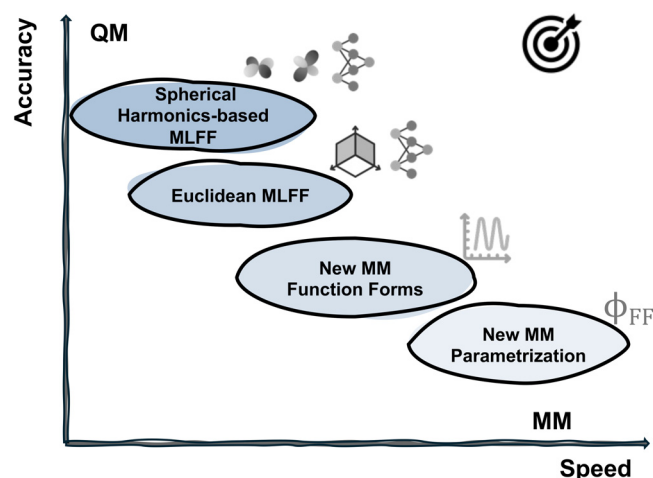 Accuracy
QM
Spherical
Harmonics-based
MLFF
Euclidean MLFF
New MM
Function Forms
ϕFF
New MM
Parametrization
MM
Speed